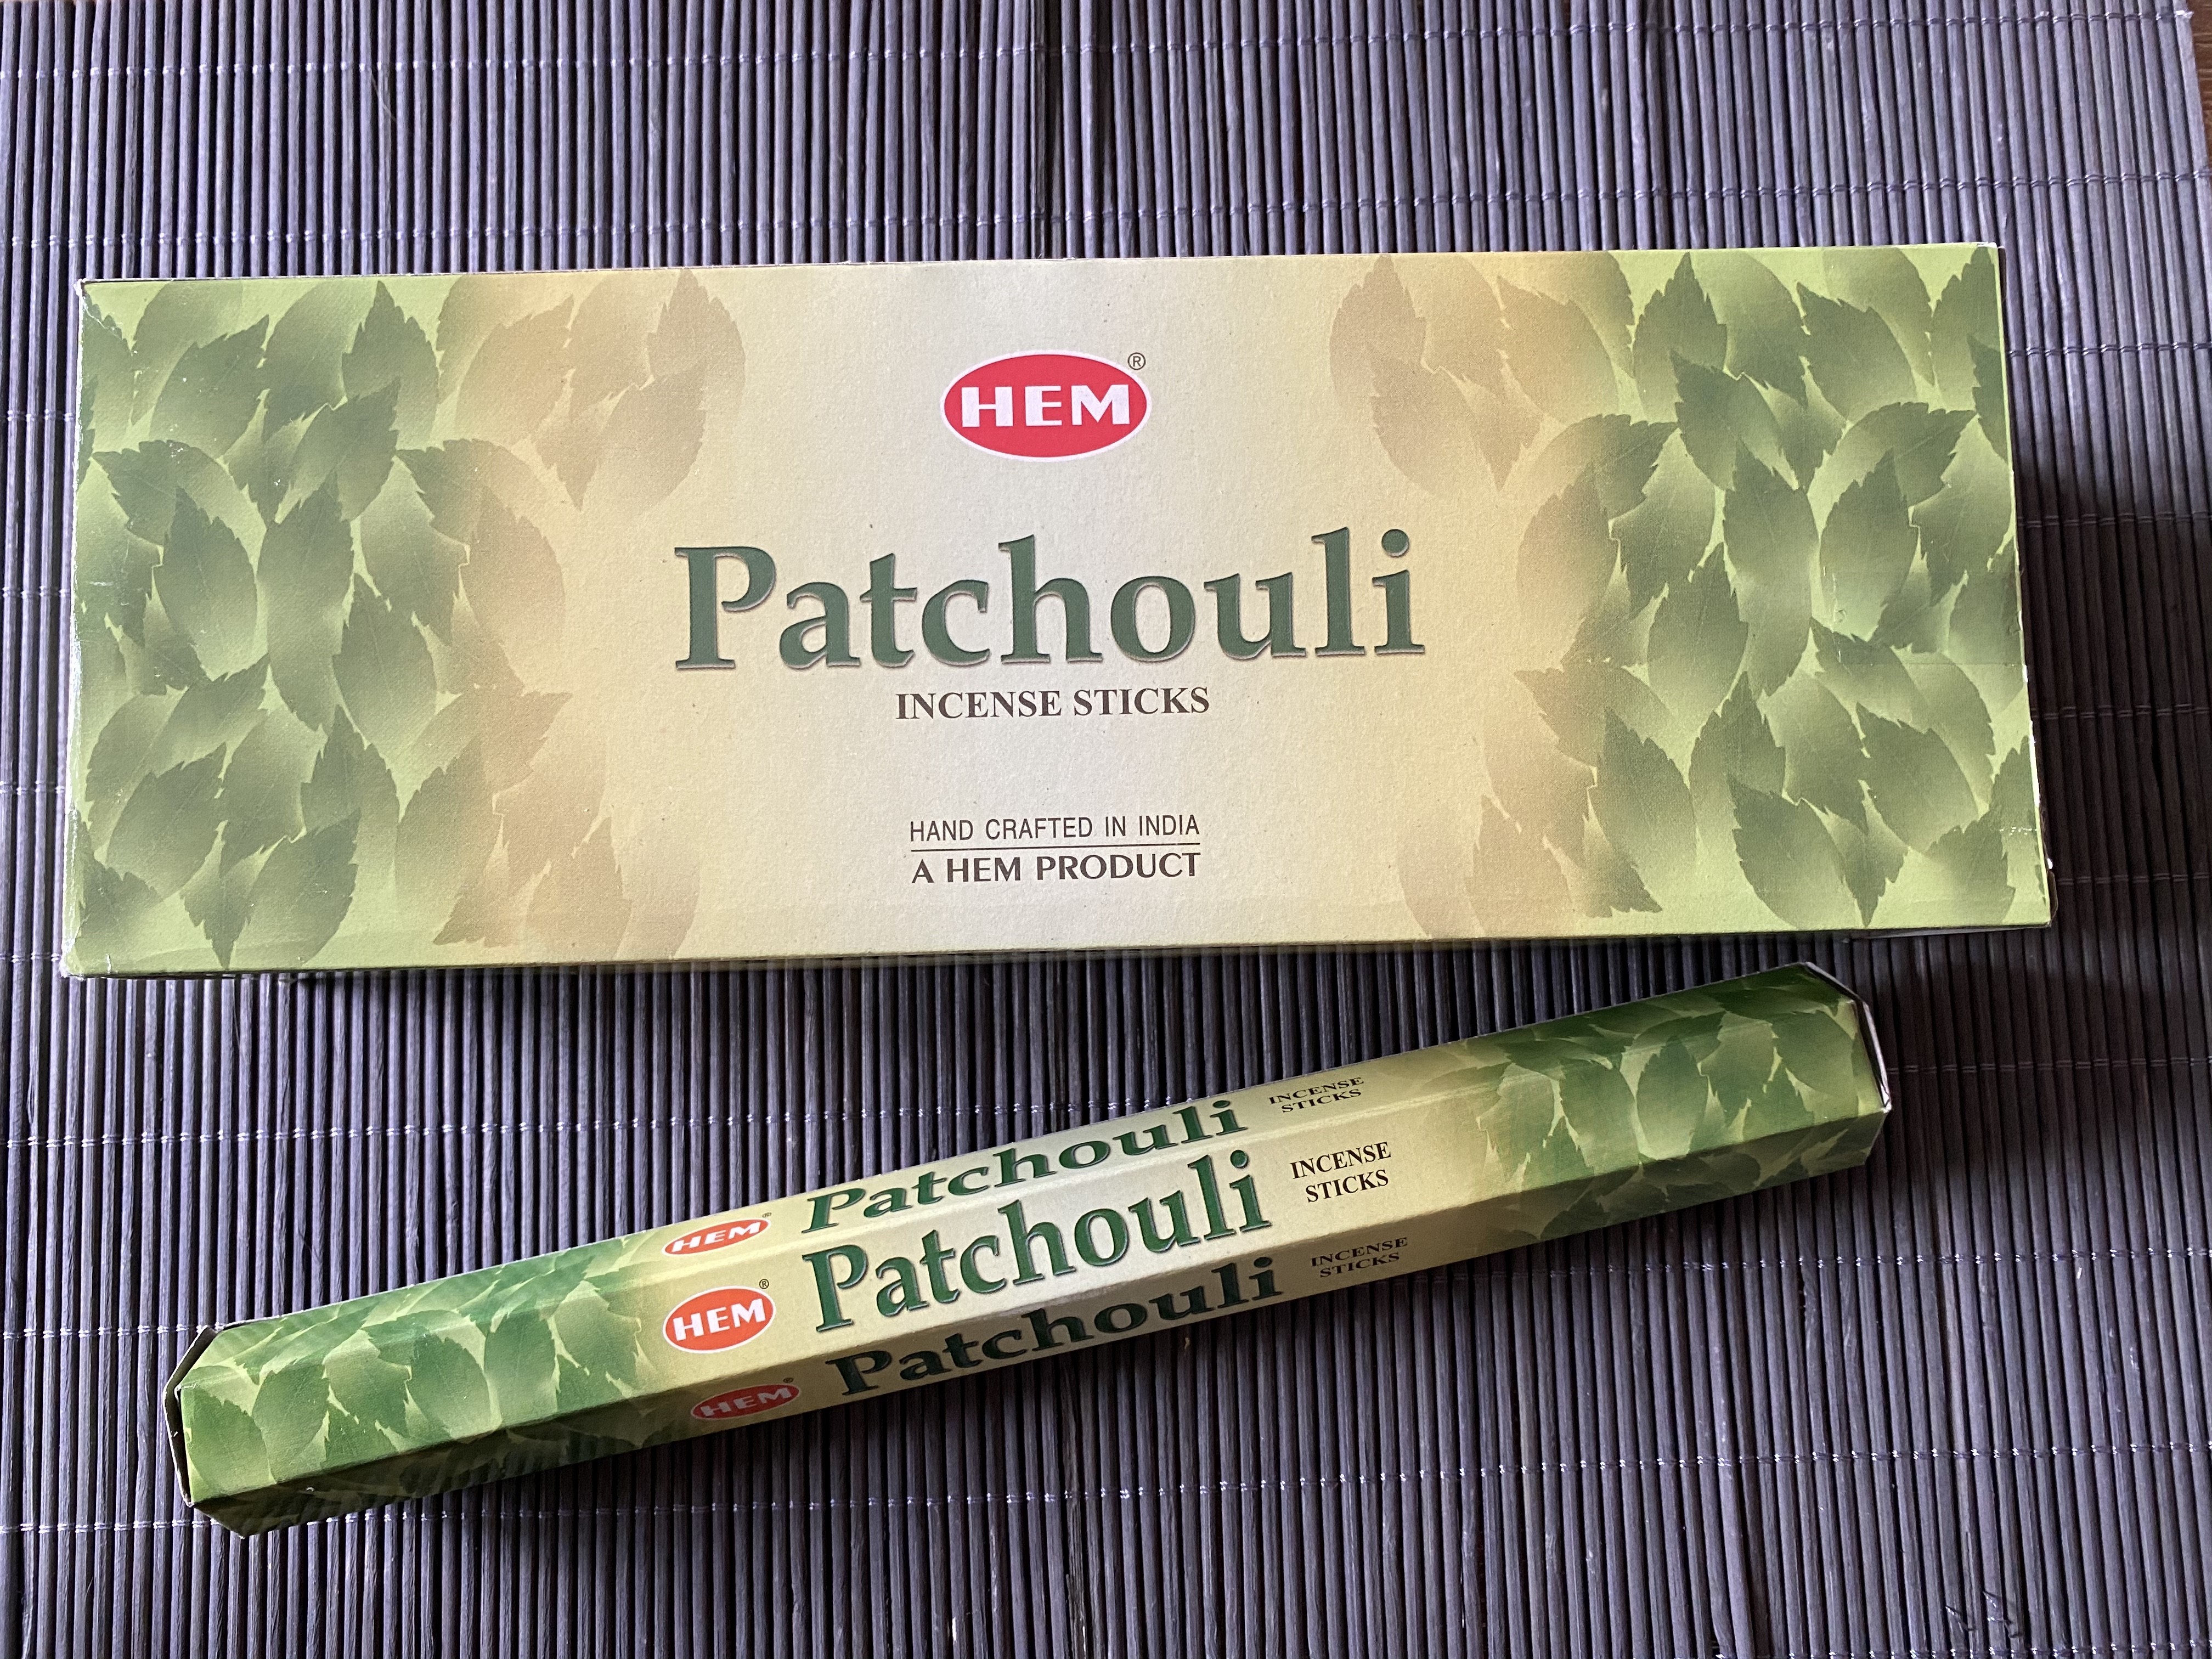 HEM®
Patchouli
INCENSE STICKS
HAND CRAFTED IN INDIA
A HEM PRODUCT
HEM® Patchouli INCENSE
STICKS
HEM® Patchouli INCENSE
STICKS
HEM® Patchouli INCENSE
STICKS